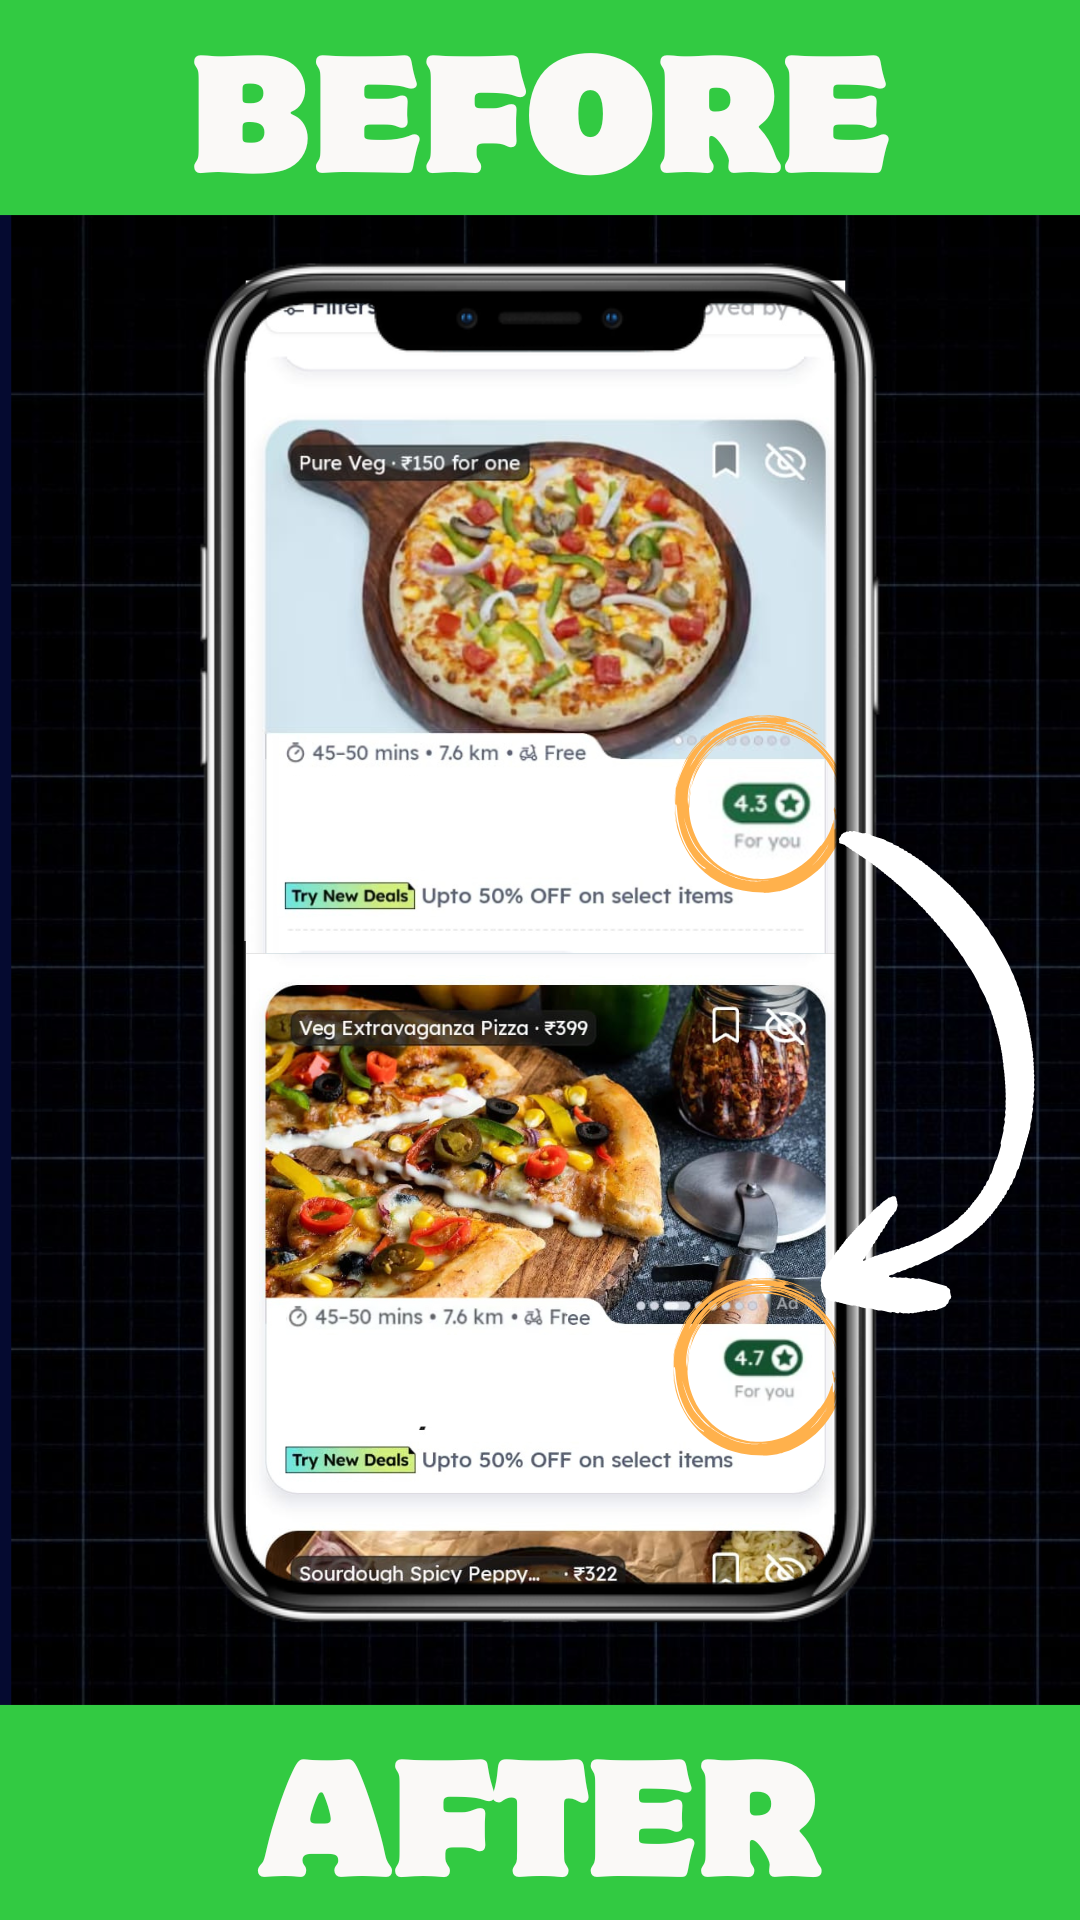 BEFORE
Filters
Pure Veg · ₹150 for one
45–50 mins • 7.6 km • Free
4.3
For you
Try New Deals Upto 50% OFF on select items
Veg Extravaganza Pizza · ₹399
Ad
45–50 mins • 7.6 km • Free
4.7
For you
Try New Deals Upto 50% OFF on select items
Sourdough Spicy Peppy... · ₹322
AFTER